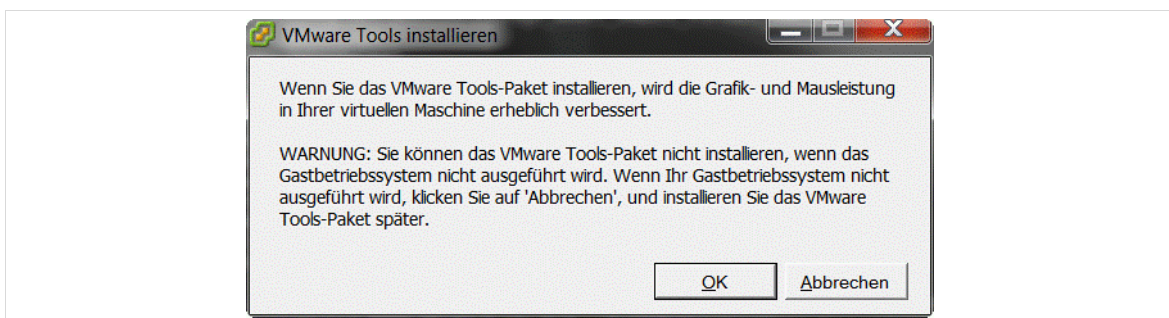 VMware Tools installieren
Wenn Sie das VMware Tools-Paket installieren, wird die Grafik- und Mausleistung
in Ihrer virtuellen Maschine erheblich verbessert.
WARNUNG: Sie können das VMware Tools-Paket nicht installieren, wenn das
Gastbetriebssystem nicht ausgeführt wird. Wenn Ihr Gastbetriebssystem nicht
ausgeführt wird, klicken Sie auf 'Abbrechen', und installieren Sie das VMware
Tools-Paket später.
OK Abbrechen